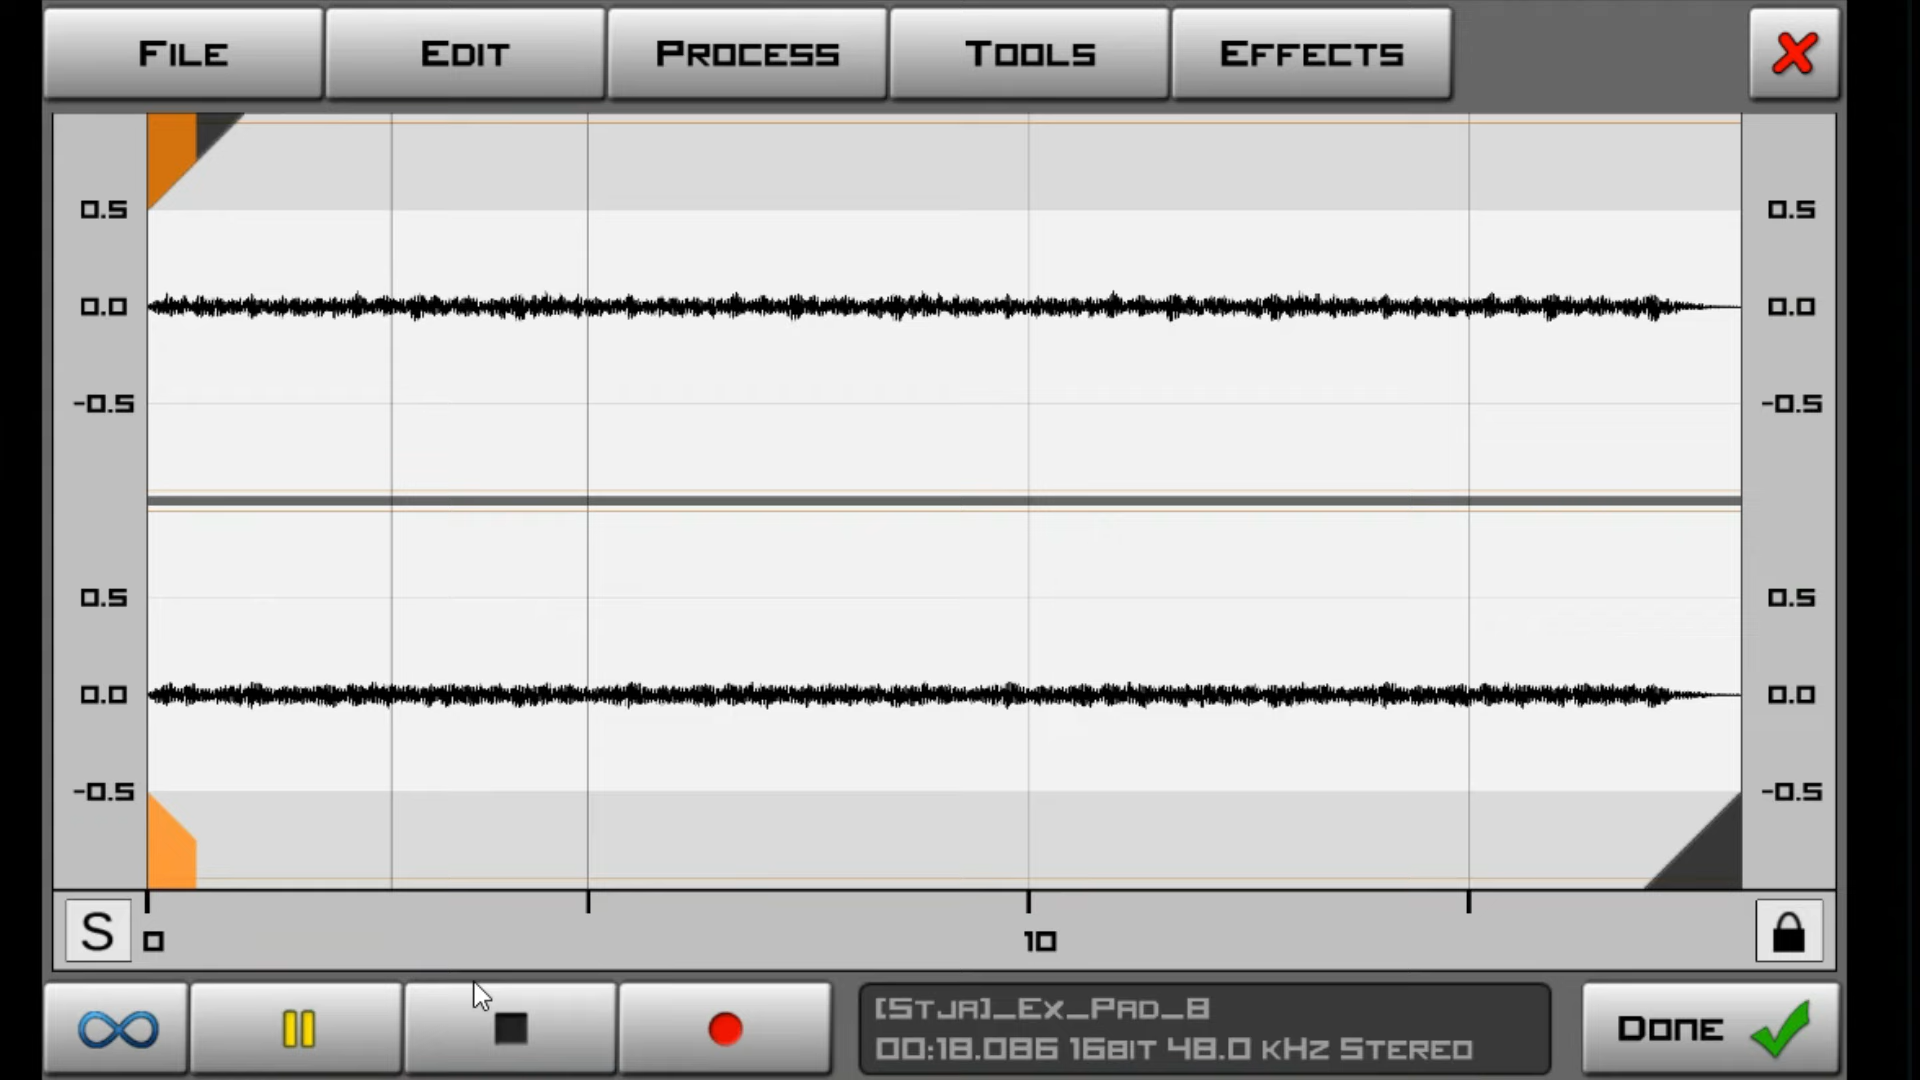 FILE EDIT PROCESS TOOLS EFFECTS
0.5 0.5
0.0 0.0
-0.5 -0.5
0.5 0.5
0.0 0.0
-0.5 -0.5
S
0 10
[STJA]_EX_PAD_8
00:18.086 16BIT 48.0 KHZ STEREO
DONE